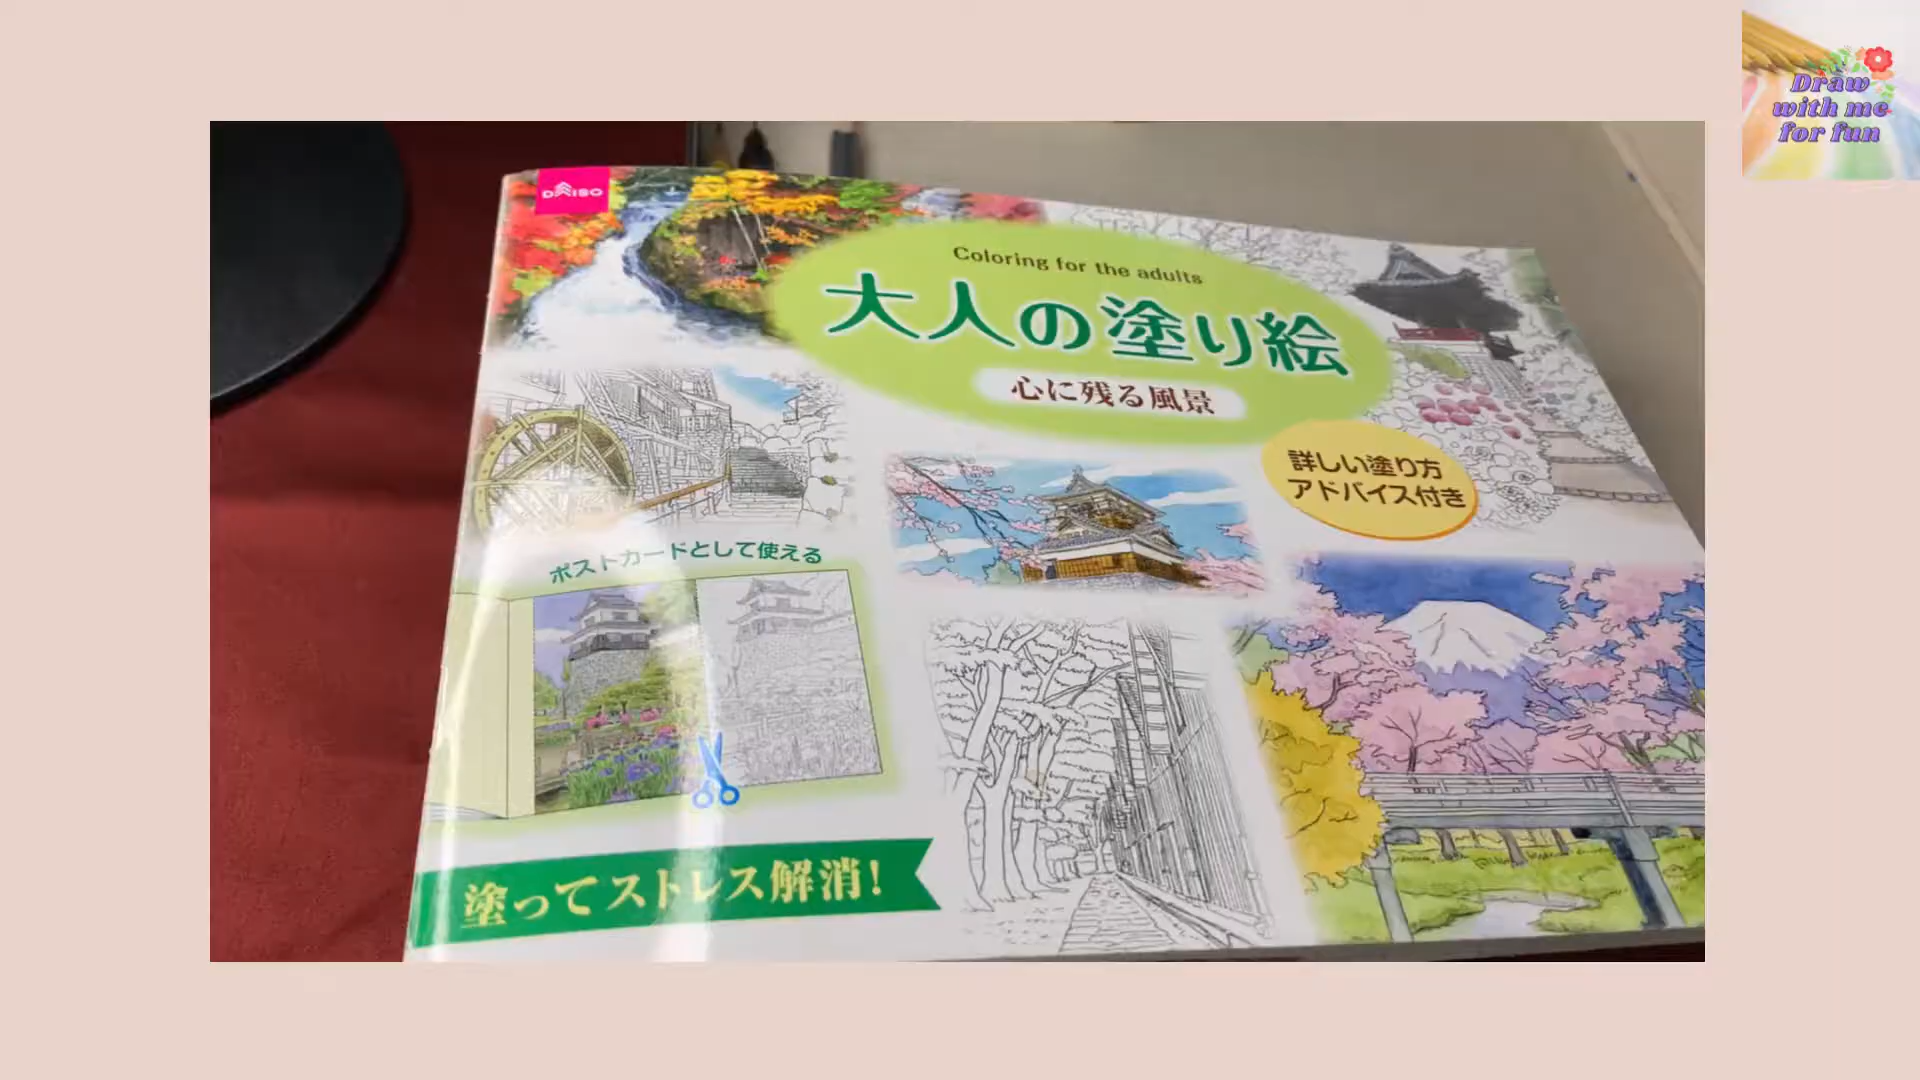 DAISO
Coloring for the adults
大人の塗り絵
心に残る風景
詳しい塗り方
アドバイス付き
ポストカードとして使える
塗ってストレス解消!
Draw
with me
for fun